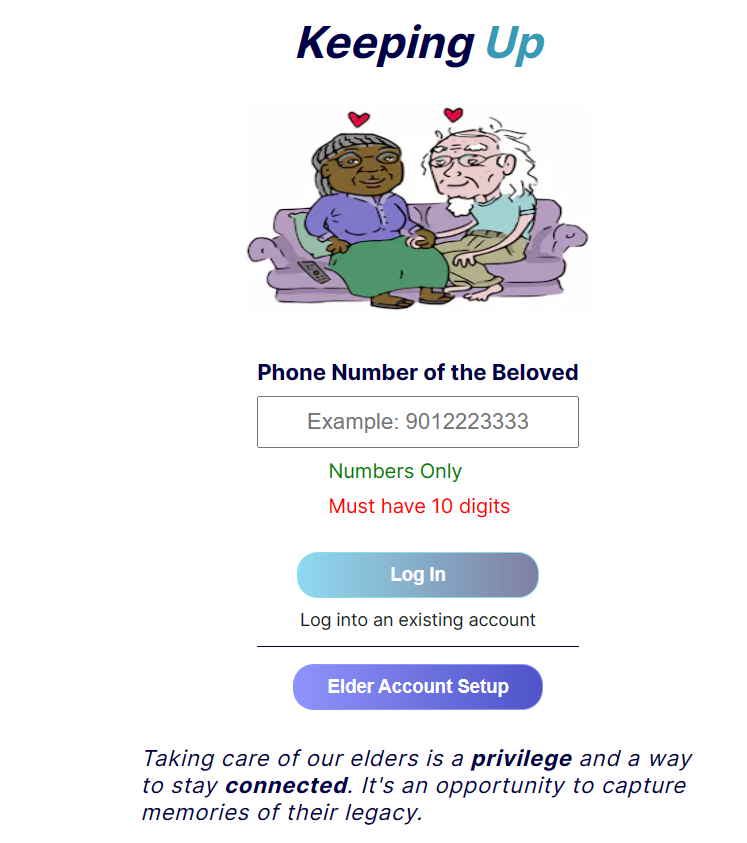 Keeping Up
Phone Number of the Beloved
Example: 9012223333
Numbers Only
Must have 10 digits
Log In
Log into an existing account
Elder Account Setup
Taking care of our elders is a privilege and a way
to stay connected. It's an opportunity to capture
memories of their legacy.